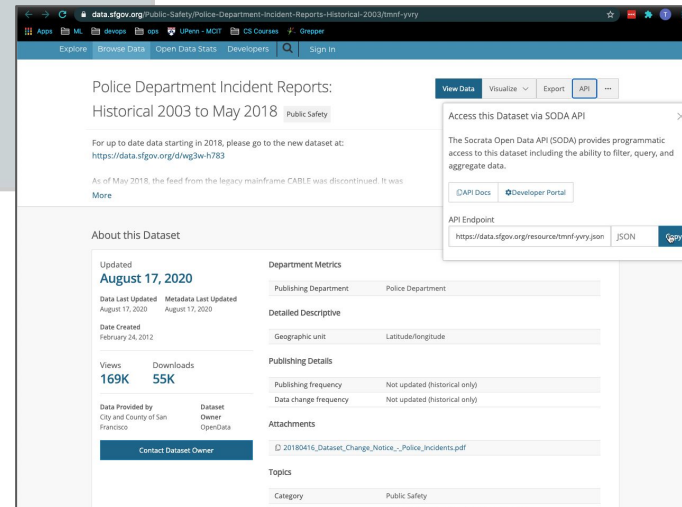 data.sfgov.org/Public-Safety/Police-Department-Incident-Reports-Historical-2003/tmnf-yvry
Apps ML devops ops UPenn - MCIT CS Courses Grepper
Explore Browse Data Open Data Stats Developers Sign In
Police Department Incident Reports:
Historical 2003 to May 2018 Public Safety
View Data Visualize Export API ...
For up to date data starting in 2018, please go to the new dataset at:
https://data.sfgov.org/d/wg3w-h783
As of May 2018, the feed from the legacy mainframe CABLE was discontinued. It was
More
Access this Dataset via SODA API
The Socrata Open Data API (SODA) provides programmatic
access to this dataset including the ability to filter, query, and
aggregate data.
API Docs Developer Portal
API Endpoint
https://data.sfgov.org/resource/tmnf-yvry.json JSON Copy
About this Dataset
Updated
August 17, 2020
Data Last Updated Metadata Last Updated
August 17, 2020 August 17, 2020
Date Created
February 24, 2012
Views Downloads
169K 55K
Data Provided by Dataset
City and County of San Owner
Francisco OpenData
Contact Dataset Owner
Department Metrics
Publishing Department Police Department
Detailed Descriptive
Geographic unit Latitude/longitude
Publishing Details
Publishing frequency Not updated (historical only)
Data change frequency Not updated (historical only)
Attachments
20180416_Dataset_Change_Notice_-_Police_Incidents.pdf
Topics
Category Public Safety